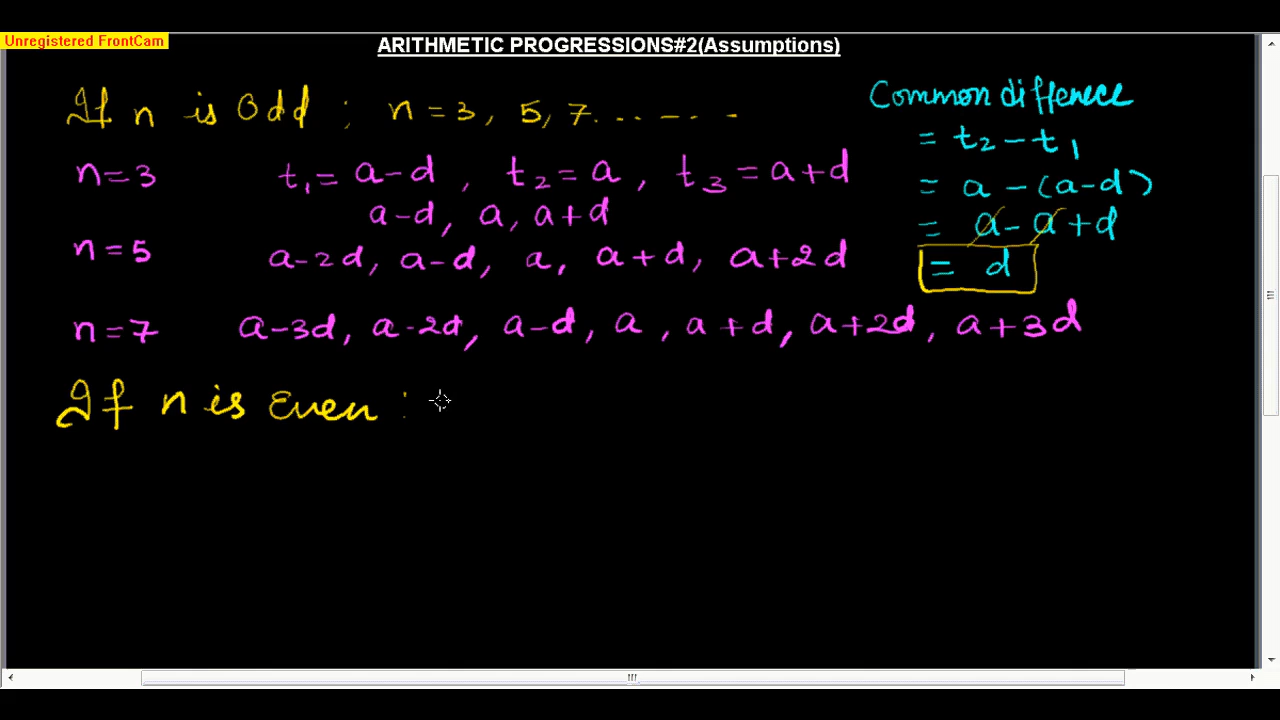 Unregistered FrontCam
ARITHMETIC PROGRESSIONS#2(Assumptions)
If n is Odd ; n = 3, 5, 7. . . . - . . -
n = 3 t₁ = a-d , t₂ = a , t₃ = a+d
a-d, a, a+d
n = 5 a-2d, a-d, a, a+d, a+2d
n = 7 a-3d, a-2d, a-d, a, a+d, a+2d, a+3d
If n is Even :
Common differece
= t₂ - t₁
= a - (a-d)
= a - a + d
= d